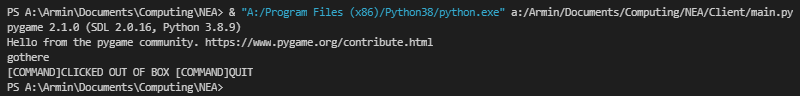 PS A:\Armin\Documents\Computing\NEA> & "A:/Program Files (x86)/Python38/python.exe" a:/Armin/Documents/Computing/NEA/Client/main.py
pygame 2.1.0 (SDL 2.0.16, Python 3.8.9)
Hello from the pygame community. https://www.pygame.org/contribute.html
gothere
[COMMAND]CLICKED OUT OF BOX [COMMAND]QUIT
PS A:\Armin\Documents\Computing\NEA>